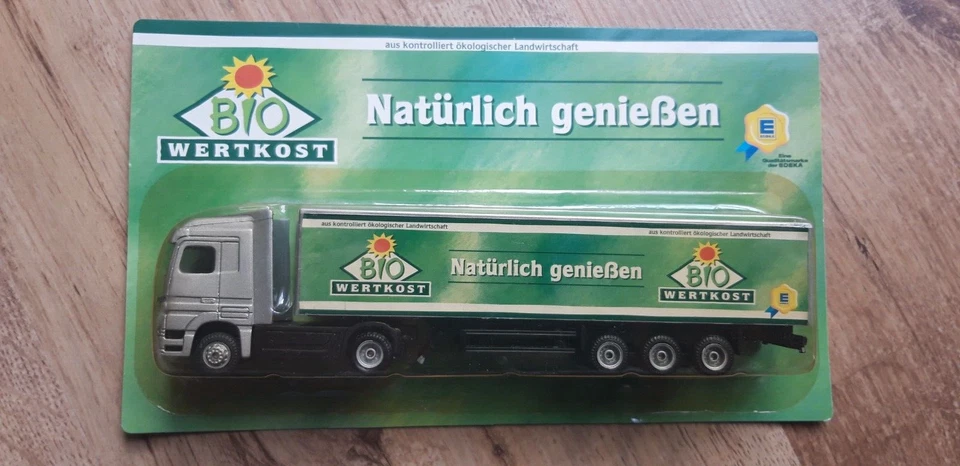 aus kontrolliert ökologischer Landwirtschaft
BIO
WERTKOST
Natürlich genießen
E
EDEKA
Eine
Qualitätsmarke
der EDEKA
aus kontrolliert ökologischer Landwirtschaft
aus kontrolliert ökologischer Landwirtschaft
BIO
WERTKOST
Natürlich genießen
BIO
WERTKOST
E